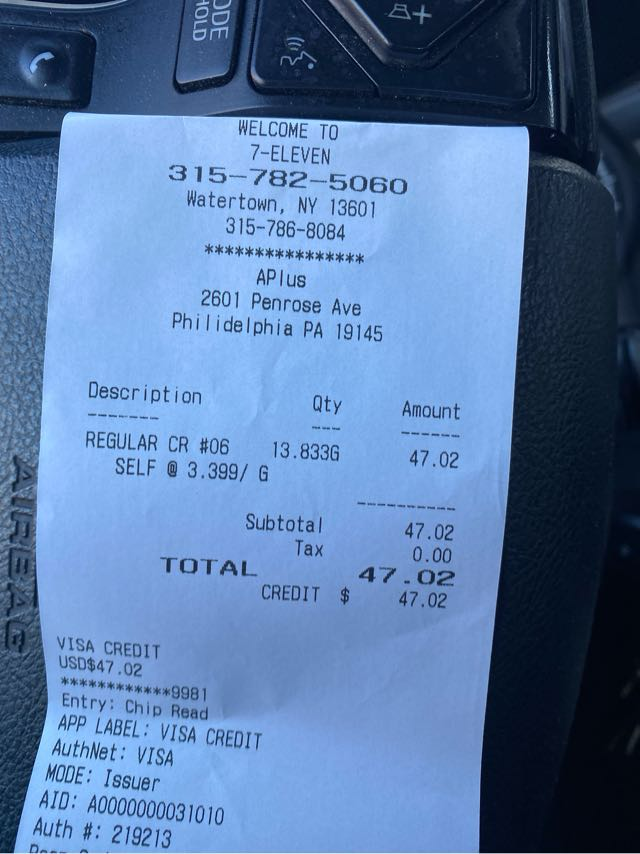 MODE
HOLD
WELCOME TO
7-ELEVEN
315-782-5060
Watertown, NY 13601
315-786-8084
****************
APlus
2601 Penrose Ave
Philidelphia PA 19145
Description Qty Amount
------- --- ------
REGULAR CR #06 13.833G 47.02
SELF @ 3.399/ G
-----------
Subtotal 47.02
Tax 0.00
TOTAL 47.02
CREDIT $ 47.02
VISA CREDIT
USD$47.02
************9981
Entry: Chip Read
APP LABEL: VISA CREDIT
AuthNet: VISA
MODE: Issuer
AID: A0000000031010
Auth #: 219213
AIRBAG